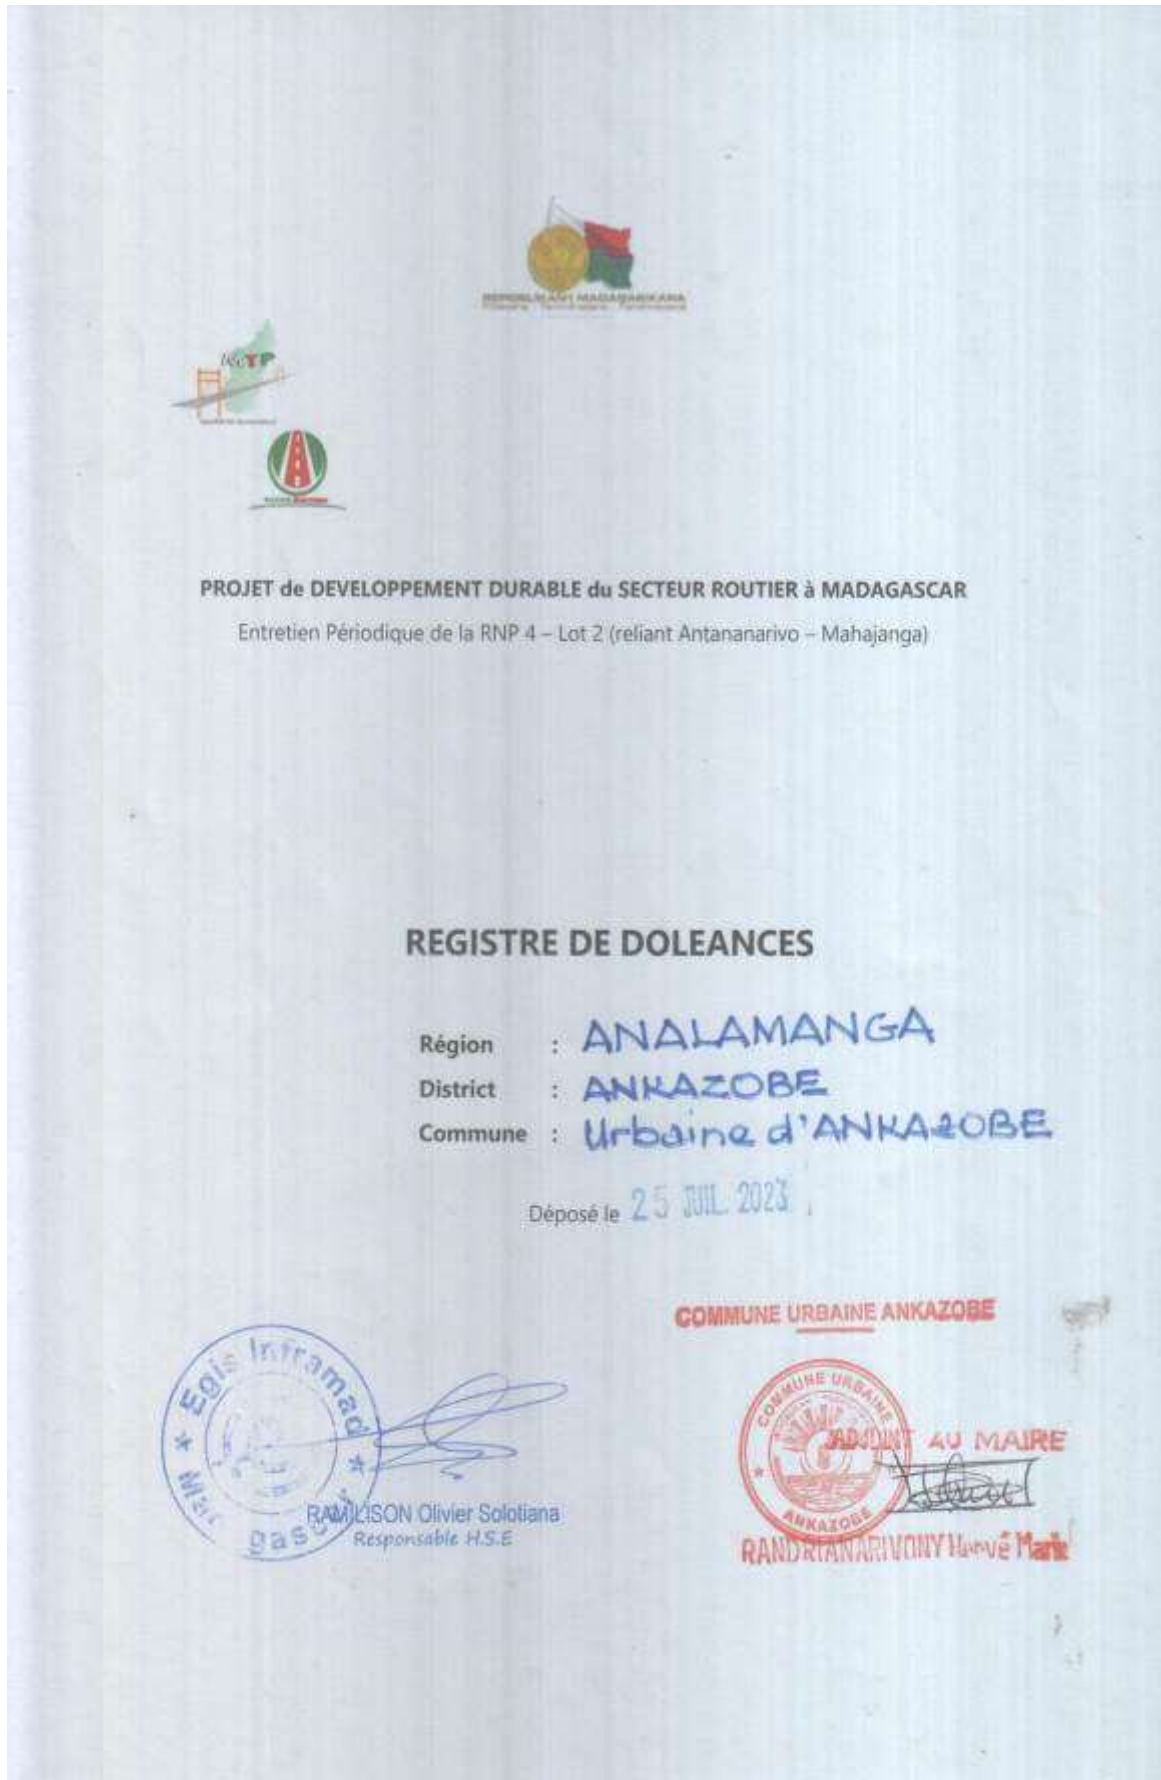 REPOBLIKAN'I MADAGASIKARA
PROJET de DEVELOPPEMENT DURABLE du SECTEUR ROUTIER à MADAGASCAR
Entretien Périodique de la RNP 4 – Lot 2 (reliant Antananarivo – Mahajanga)
REGISTRE DE DOLEANCES
Région : ANALAMANGA
District : ANKAZOBE
Commune : Urbaine d'ANKAZOBE
Déposé le 25 JUIL. 2023
COMMUNE URBAINE ANKAZOBE
Egis Inframad
COMMUNE URBAINE
ANKAZOBE
ADJOINT AU MAIRE
RAMILISON Olivier Solotiana
Responsable H.S.E
RANDRIANARIVONY Hervé Marie